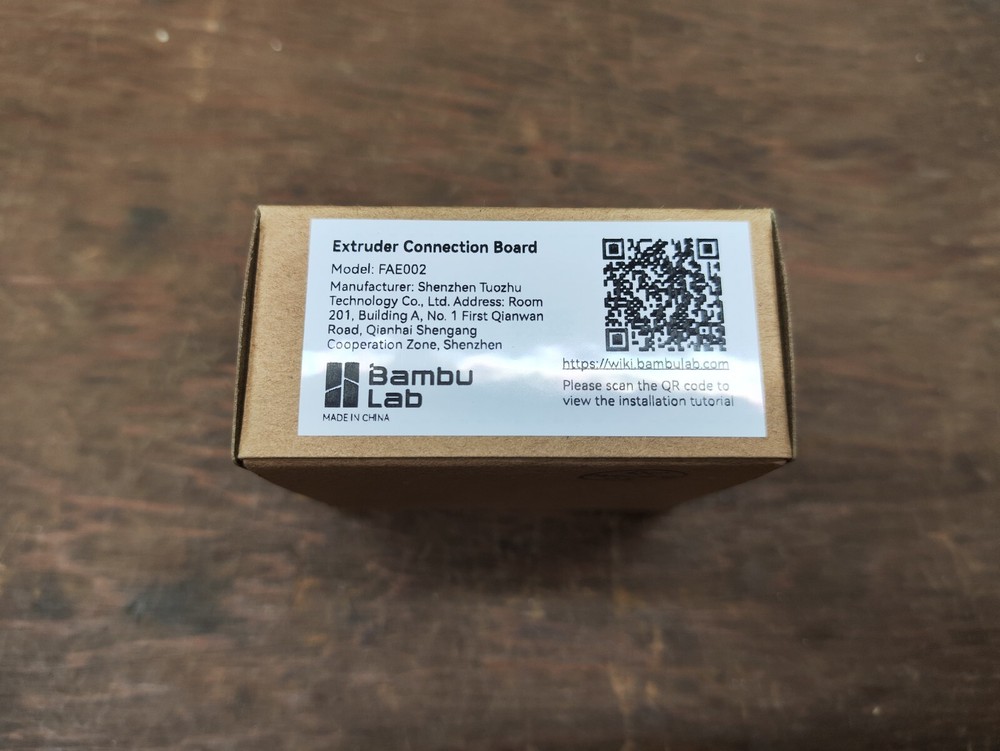 Extruder Connection Board
Model: FAE002
Manufacturer: Shenzhen Tuozhu
Technology Co., Ltd. Address: Room
201, Building A, No. 1 First Qianwan
Road, Qianhai Shengang
Cooperation Zone, Shenzhen
Bambu
Lab
MADE IN CHINA
https://wiki.bambulab.com
Please scan the QR code to
view the installation tutorial